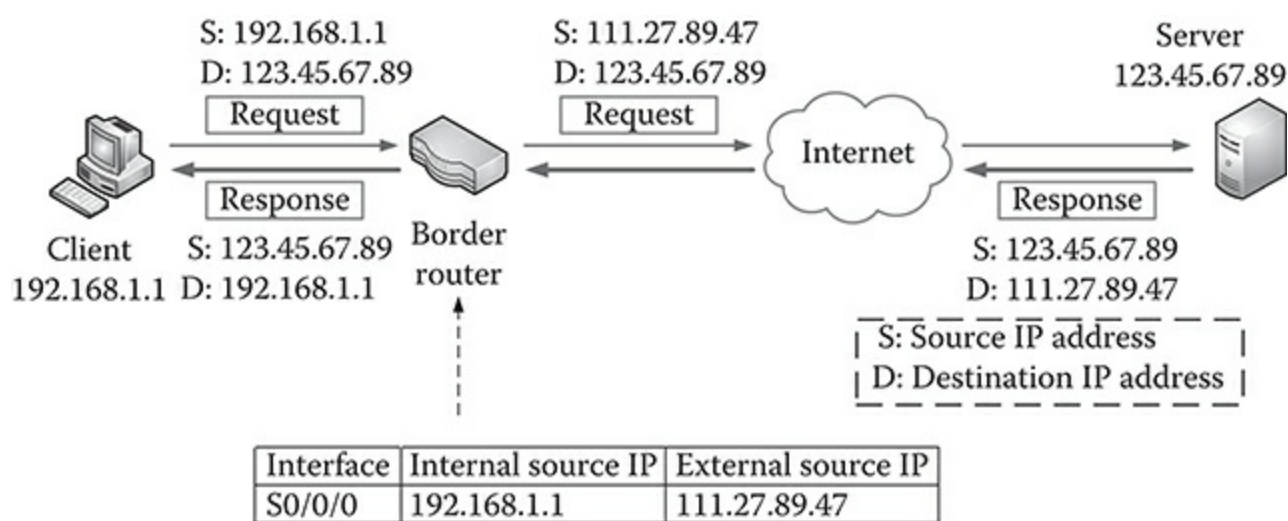 S: 192.168.1.1
D: 123.45.67.89
Request
S: 111.27.89.47
D: 123.45.67.89
Request
Server
123.45.67.89
Internet
Response
Response
Client
192.168.1.1
S: 123.45.67.89
D: 192.168.1.1
Border
router
S: 123.45.67.89
D: 111.27.89.47
S: Source IP address
D: Destination IP address
Interface Internal source IP External source IP
S0/0/0 192.168.1.1 111.27.89.47